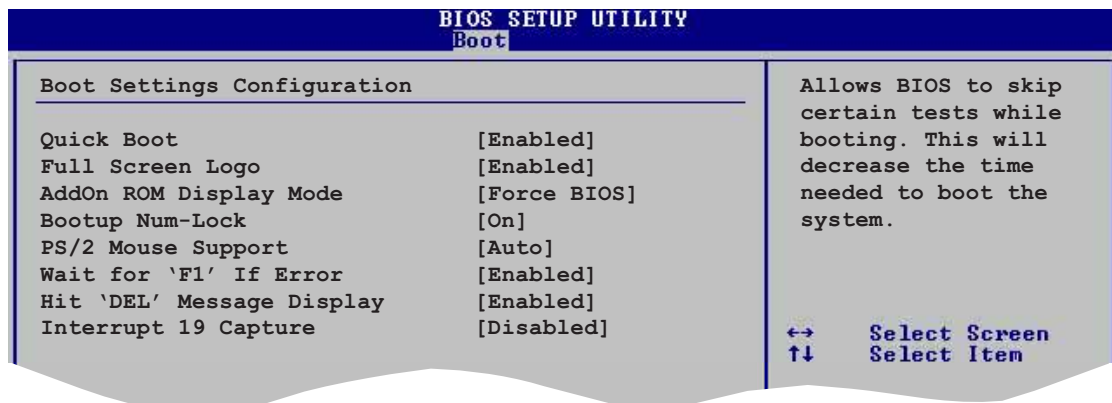 BIOS SETUP UTILITY
Boot
Boot Settings Configuration
Quick Boot [Enabled]
Full Screen Logo [Enabled]
AddOn ROM Display Mode [Force BIOS]
Bootup Num-Lock [On]
PS/2 Mouse Support [Auto]
Wait for ‘F1’ If Error [Enabled]
Hit ‘DEL’ Message Display [Enabled]
Interrupt 19 Capture [Disabled]
Allows BIOS to skip
certain tests while
booting. This will
decrease the time
needed to boot the
system.
←→ Select Screen
↑↓ Select Item